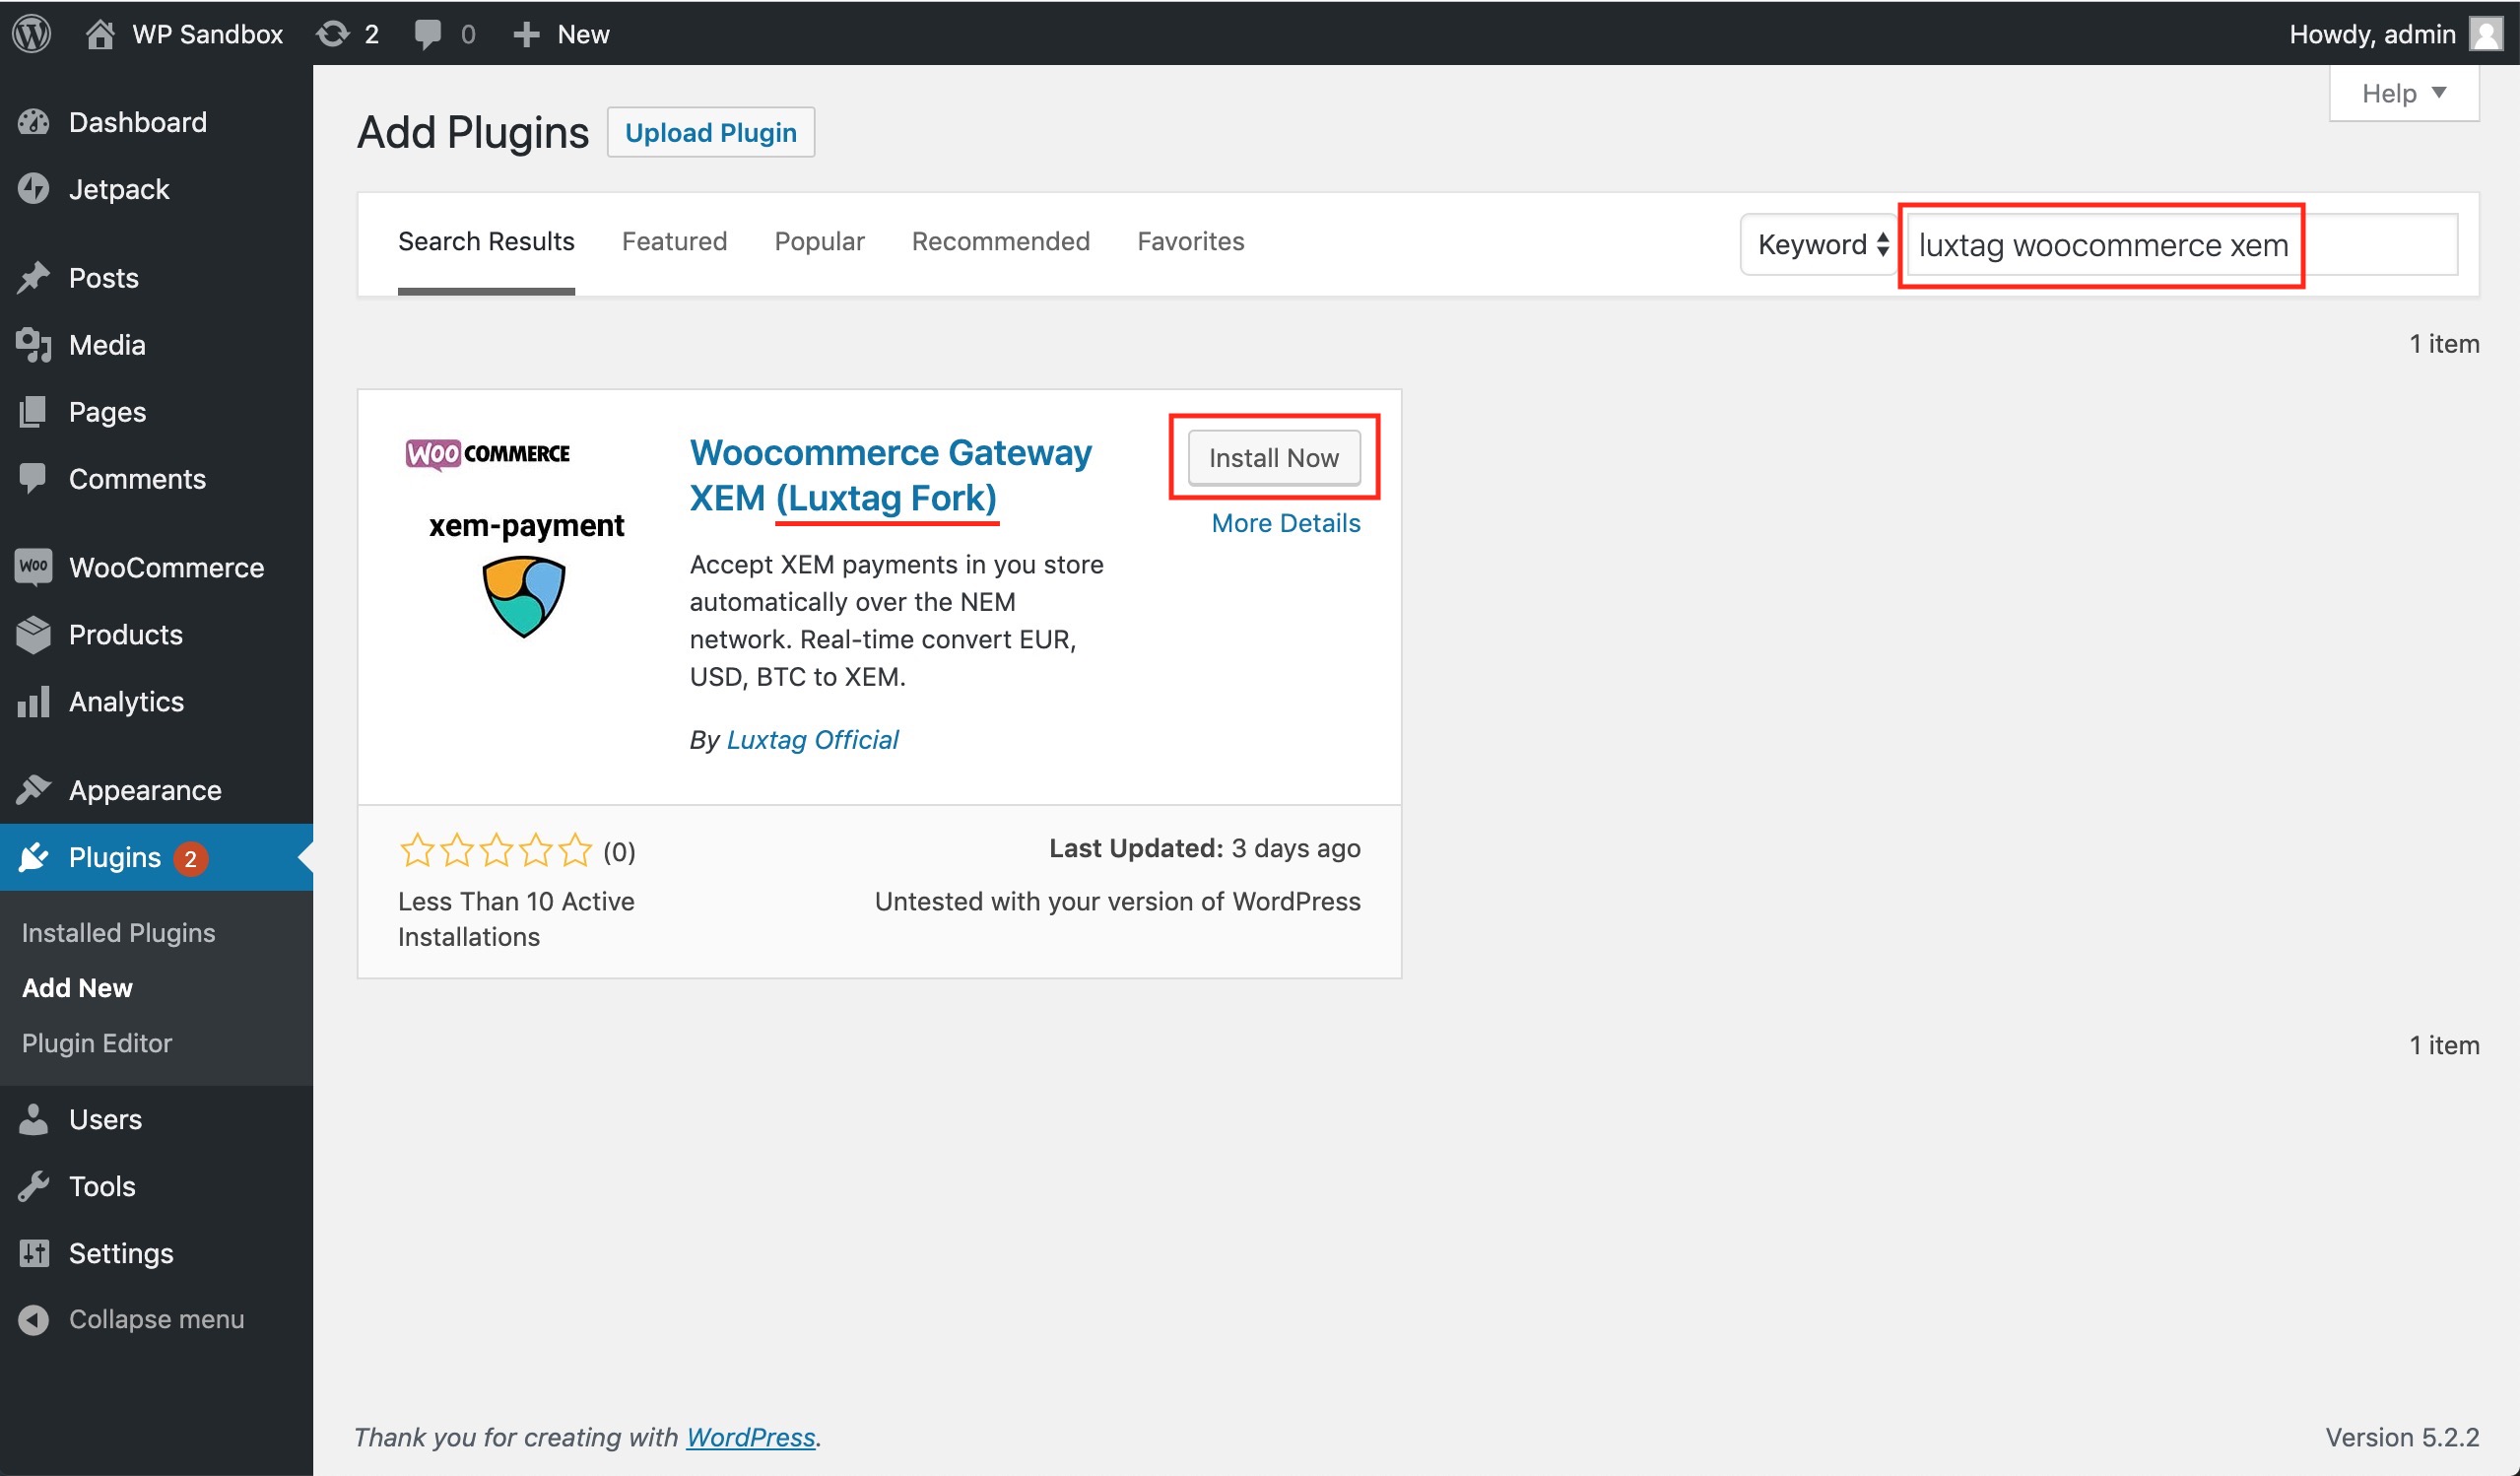 WP Sandbox 2 0 New Howdy, admin
Dashboard
Jetpack
Posts
Media
Pages
Comments
WooCommerce
Products
Analytics
Appearance
Plugins 2
Installed Plugins
Add New
Plugin Editor
Users
Tools
Settings
Collapse menu
Help
Add Plugins Upload Plugin
Search Results Featured Popular Recommended Favorites Keyword luxtag woocommerce xem
1 item
WOO COMMERCE
xem-payment
Woocommerce Gateway
XEM (Luxtag Fork)
Install Now
More Details
Accept XEM payments in you store
automatically over the NEM
network. Real-time convert EUR,
USD, BTC to XEM.
By Luxtag Official
(0)
Less Than 10 Active
Installations
Last Updated: 3 days ago
Untested with your version of WordPress
1 item
Thank you for creating with WordPress. Version 5.2.2